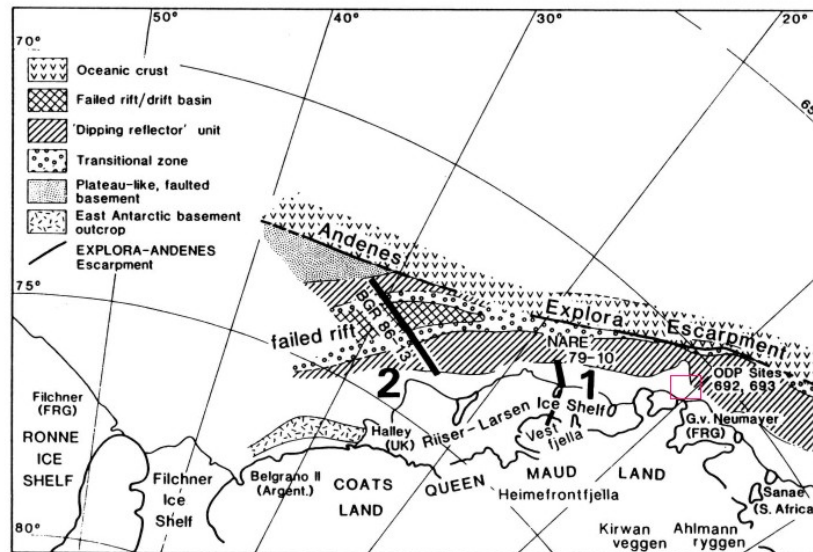 50°
40°
30°
20°
70°
65
75°
80°
Oceanic crust
Failed rift/drift basin
'Dipping reflector' unit
Transitional zone
Plateau-like, faulted
basement
East Antarctic basement
outcrop
EXPLORA-ANDENES
Escarpment
Andenes
Explora
Escarpment
BGR 86
3
failed rift
NARE
79-10
ODP Sites
692, 693
2
1
Filchner
(FRG)
RONNE
ICE
SHELF
Filchner
Ice
Shelf
Halley
(UK)
Riiser-Larsen Ice Shelf
Vest
fjella
G.v. Neumayer
(FRG)
Belgrano II
(Argent.)
COATS
LAND
QUEEN
MAUD
LAND
Heimefrontfjella
Sanae
(S. Africa)
Kirwan
veggen
Ahlmann
ryggen